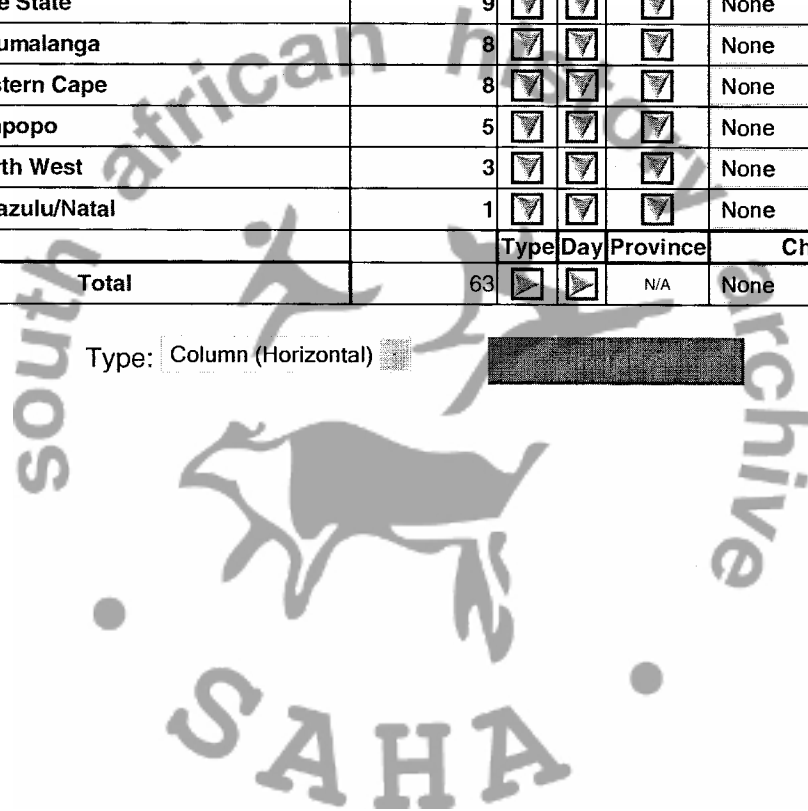 e State 9 None
umalanga 8 None
stern Cape 8 None
popo 5 None
th West 3 None
azulu/Natal 1 None
Type Day Province Ch
Total 63 N/A None
Type: Column (Horizontal)
south african history archive
SAHA